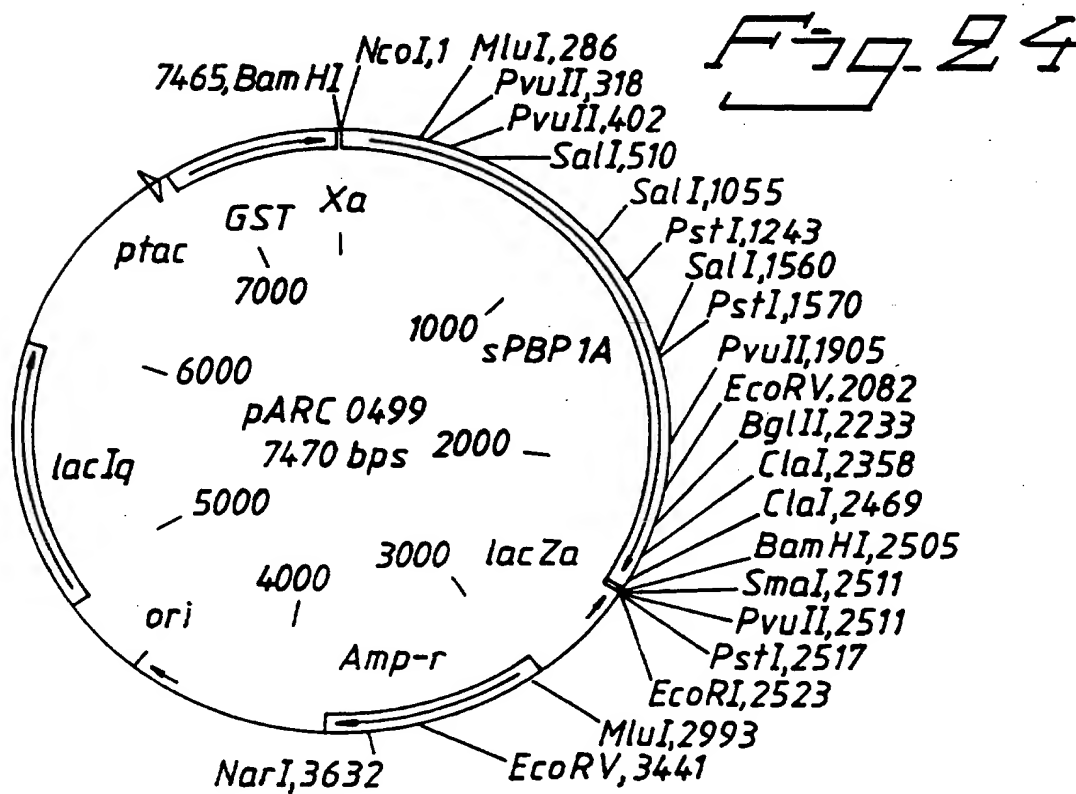 Fig. 24
7465,BamHI
NcoI,1
MluI,286
PvuII,318
PvuII,402
SalI,510
SalI,1055
PstI,1243
SalI,1560
PstI,1570
PvuII,1905
EcoRV,2082
BglII,2233
ClaI,2358
ClaI,2469
BamHI,2505
SmaI,2511
PvuII,2511
PstI,2517
EcoRI,2523
MluI,2993
EcoRV,3441
NarI,3632
ptac
GST
Xa
7000
1000
sPBP1A
6000
pARC 0499
7470 bps
2000
lacIq
5000
3000
lacZa
4000
ori
Amp-r